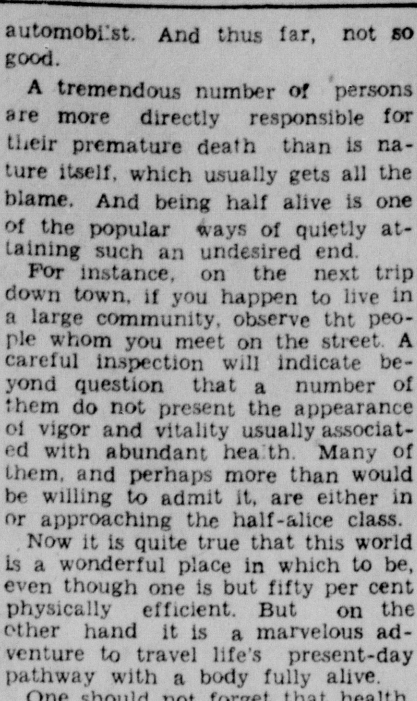 automobilst. And thus far, not so
good.
A tremendous number of persons
are more directly responsible for
their premature death than is na-
ture itself, which usually gets all the
blame. And being half alive is one
of the popular ways of quietly at-
taining such an undesired end.
For instance, on the next trip
down town, if you happen to live in
a large community, observe tht peo-
ple whom you meet on the street. A
careful inspection will indicate be-
yond question that a number of
them do not present the appearance
of vigor and vitality usually associat-
ed with abundant health. Many of
them, and perhaps more than would
be willing to admit it, are either in
or approaching the half-alice class.
Now it is quite true that this world
is a wonderful place in which to be,
even though one is but fifty per cent
physically efficient. But on the
other hand it is a marvelous ad-
venture to travel life's present-day
pathway with a body fully alive.
One should not forget that health